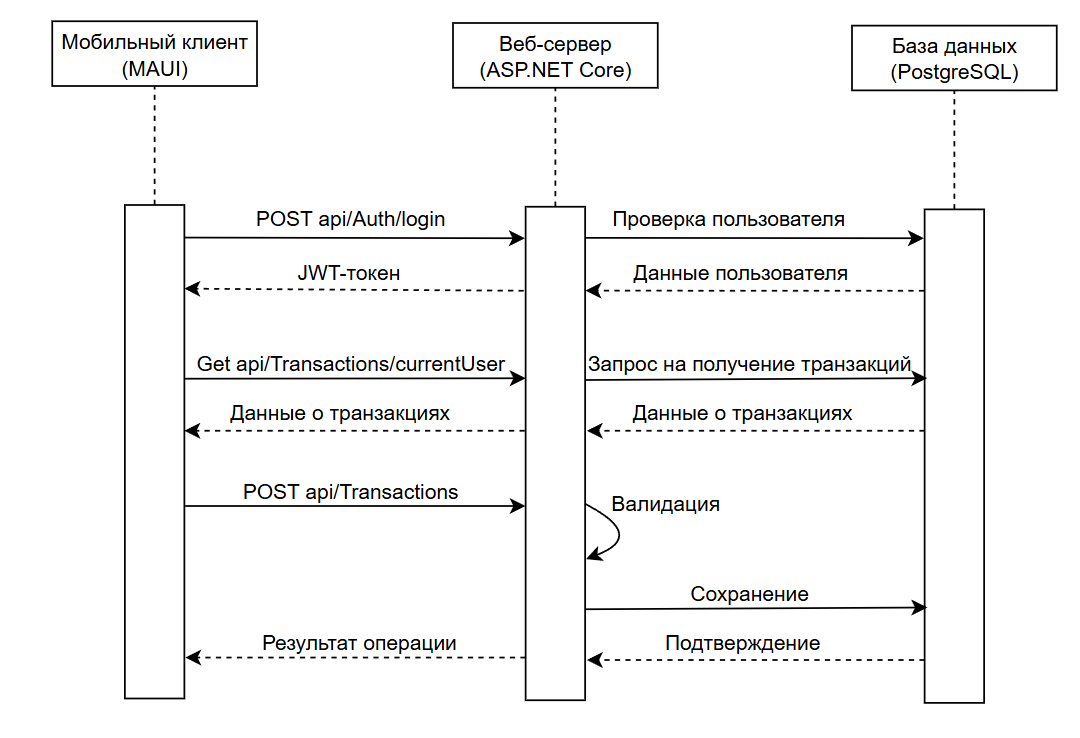 Мобильный клиент
(MAUI)
Веб-сервер
(ASP.NET Core)
База данных
(PostgreSQL)
POST api/Auth/login
Проверка пользователя
JWT-токен
Данные пользователя
Get api/Transactions/currentUser
Запрос на получение транзакций
Данные о транзакциях
Данные о транзакциях
POST api/Transactions
Валидация
Сохранение
Результат операции
Подтверждение